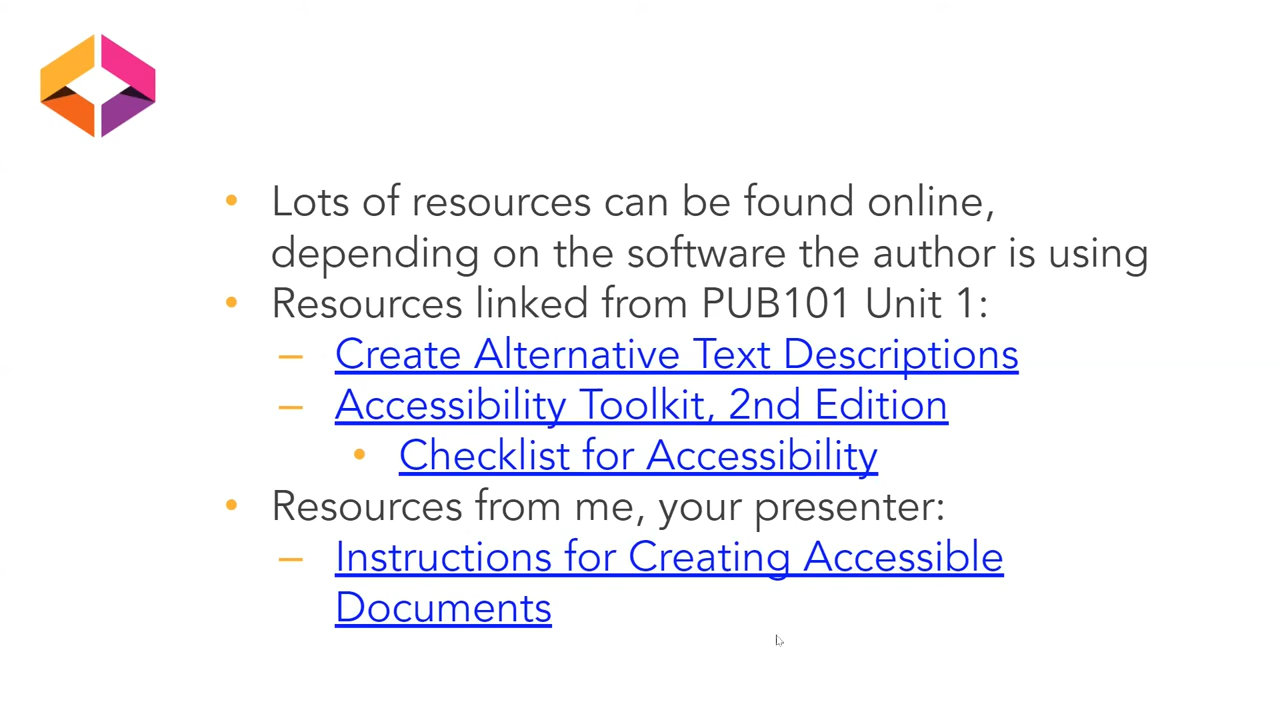 • Lots of resources can be found online,
depending on the software the author is using
• Resources linked from PUB101 Unit 1:
– Create Alternative Text Descriptions
– Accessibility Toolkit, 2nd Edition
• Checklist for Accessibility
• Resources from me, your presenter:
– Instructions for Creating Accessible
Documents